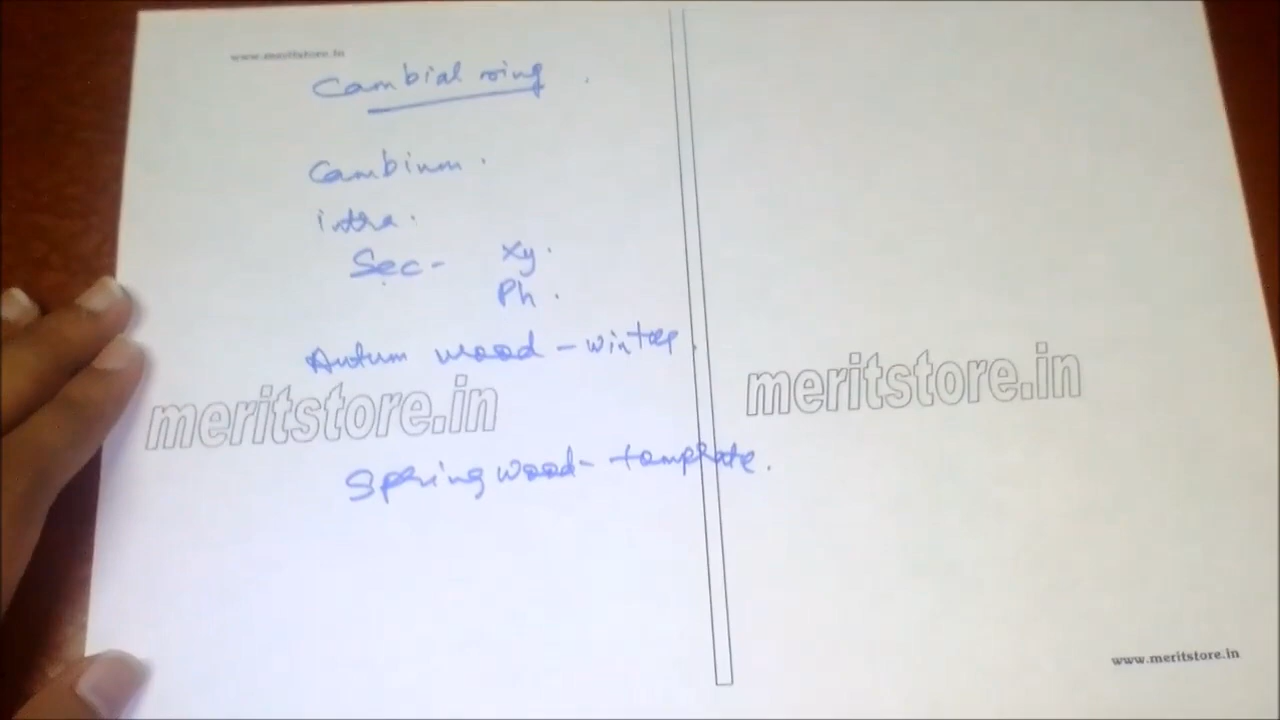 www.meritstore.in
Cambial ring
Cambium.
intra.
Sec - Xy.
Ph.
Autum wood - winter
meritstore.in
meritstore.in
Spring wood - tamprate.
www.meritstore.in